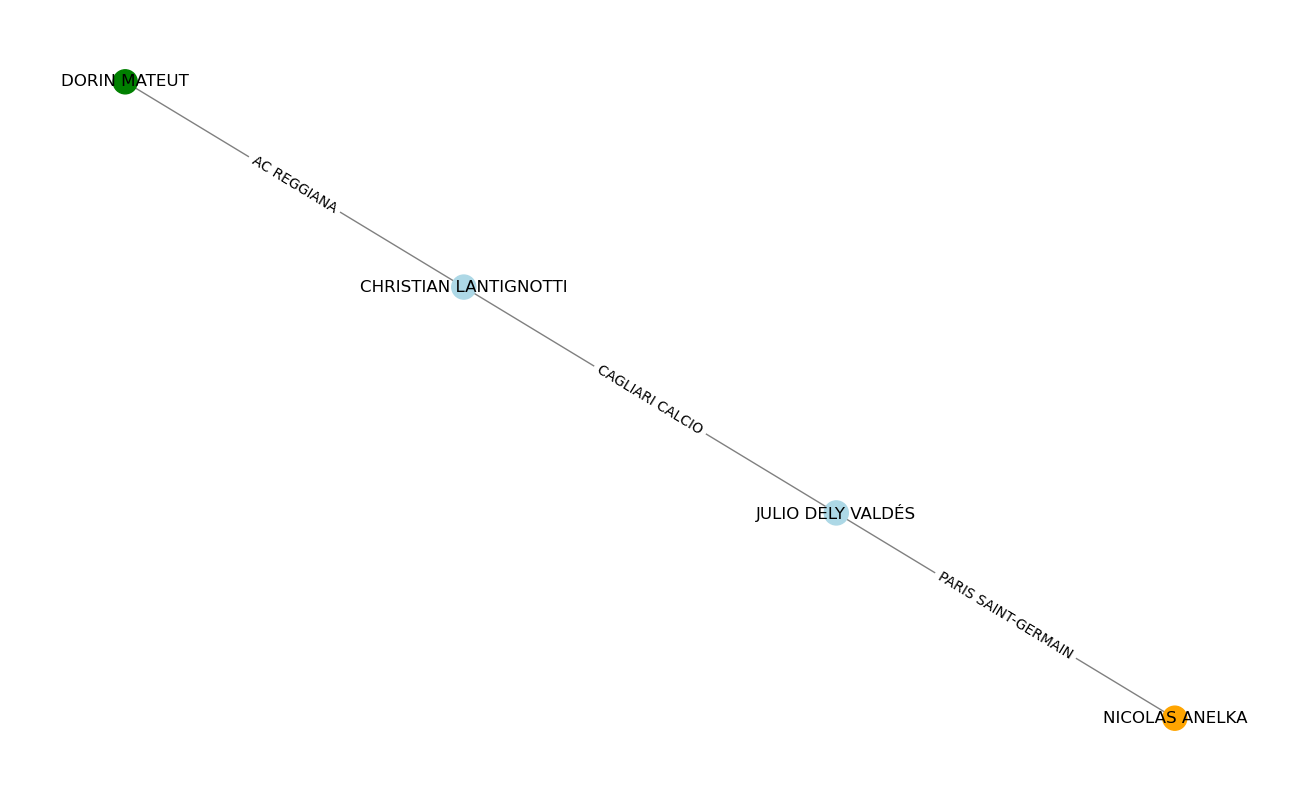 DORIN MATEUT
AC REGGIANA
CHRISTIAN LANTIGNOTTI
CAGLIARI CALCIO
JULIO DELY VALDÉS
PARIS SAINT-GERMAIN
NICOLAS ANELKA